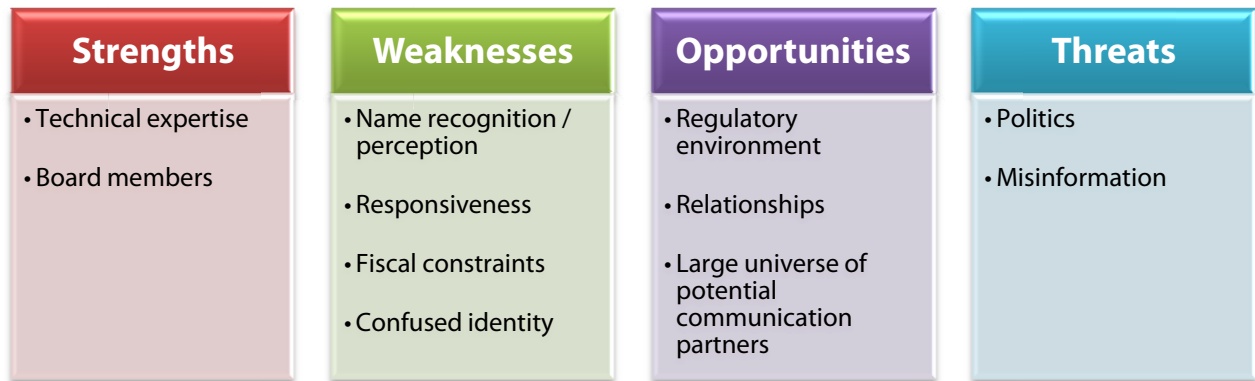 Strengths
• Technical expertise
• Board members
Weaknesses
• Name recognition /
perception
• Responsiveness
• Fiscal constraints
• Confused identity
Opportunities
• Regulatory
environment
• Relationships
• Large universe of
potential
communication
partners
Threats
• Politics
• Misinformation